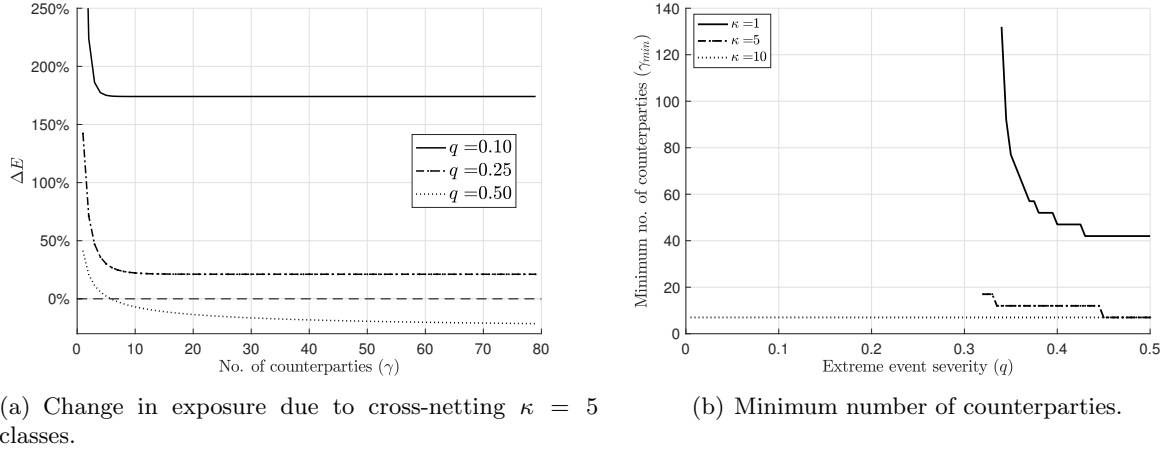 250%
200%
150%
100%
50%
0%
ΔE
q =0.10
q =0.25
q =0.50
0 10 20 30 40 50 60 70 80
No. of counterparties (γ)
(a) Change in exposure due to cross-netting κ = 5
classes.
140
120
100
80
60
40
20
0
Minimum no. of counterparties (γmin)
κ =1
κ =5
κ =10
0 0.1 0.2 0.3 0.4 0.5
Extreme event severity (q)
(b) Minimum number of counterparties.